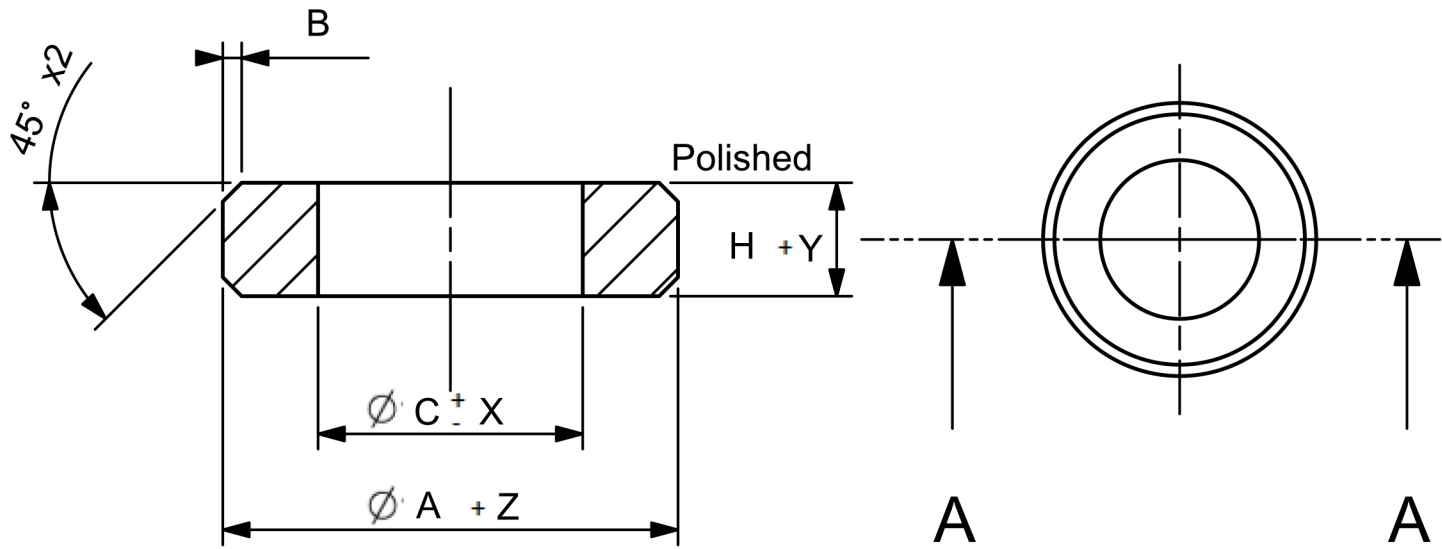 B
45° x2
Polished
H + Y
Ø C ± X
Ø A + Z
A A